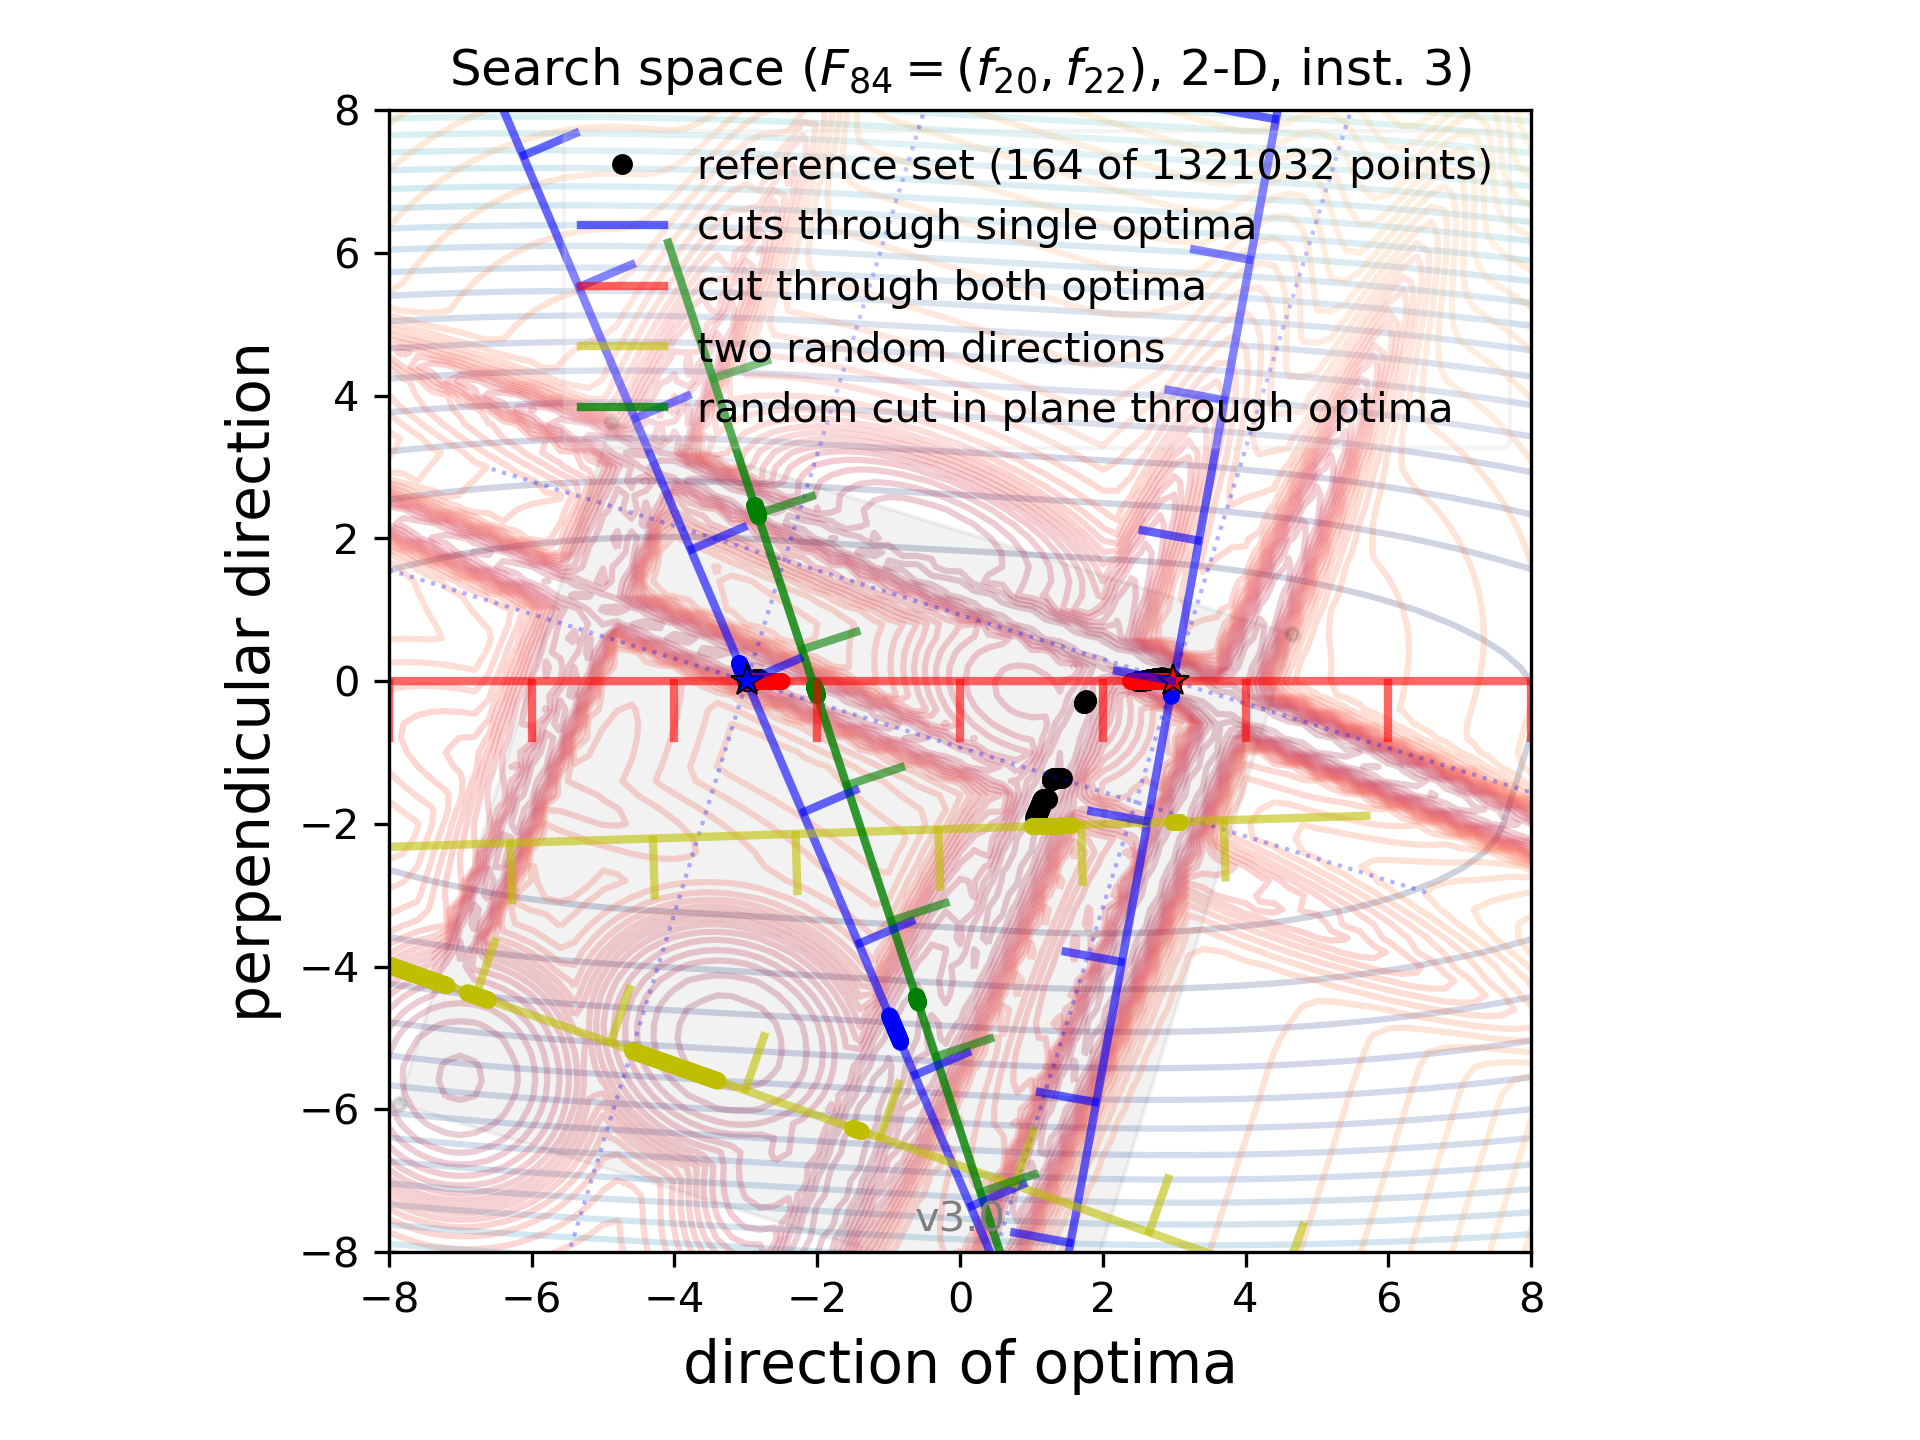 Search space (F84 = (f20, f22), 2-D, inst. 3)
reference set (164 of 1321032 points)
cuts through single optima
cut through both optima
two random directions
random cut in plane through optima
perpendicular direction
8
6
4
2
0
−2
−4
−6
−8
v3.0
−8 −6 −4 −2 0 2 4 6 8
direction of optima